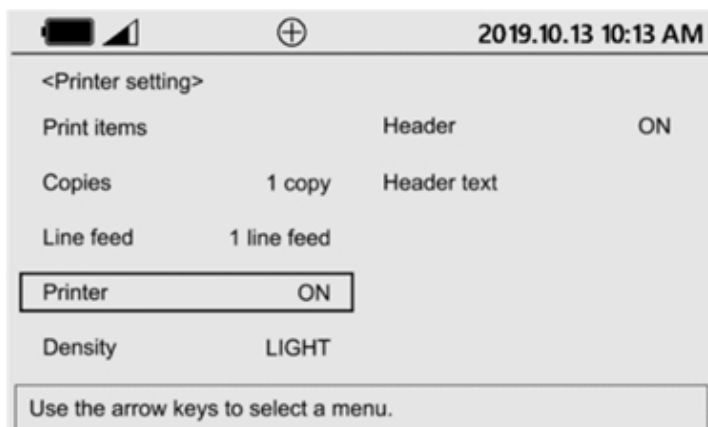 2019.10.13 10:13 AM
<Printer setting>
Print items
Header ON
Copies 1 copy
Header text
Line feed 1 line feed
Printer ON
Density LIGHT
Use the arrow keys to select a menu.